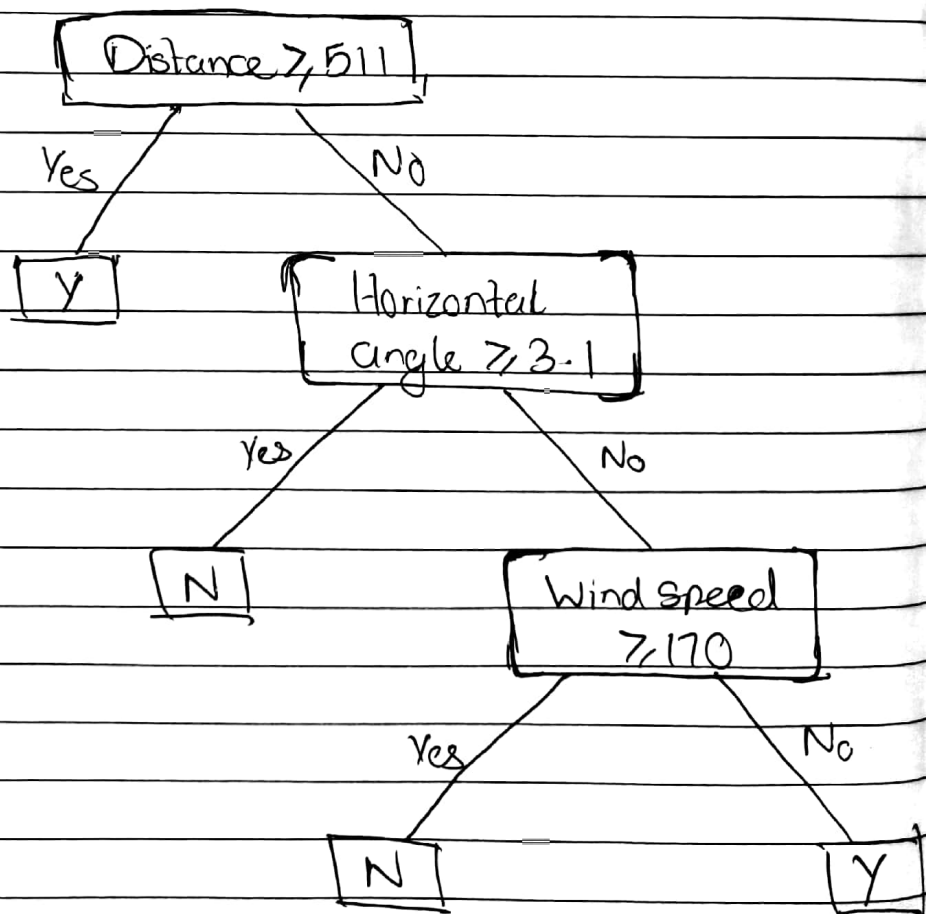 Distance ⩾ 511
Yes
No
Y
Horizontal
angle ⩾ 3.1
Yes
No
N
Wind speed
⩾ 170
Yes
No
N
Y